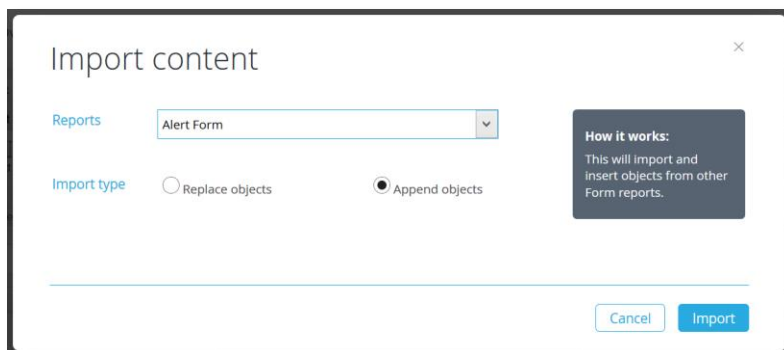 Import content
×
Reports
Alert Form
How it works:
This will import and
insert objects from other
Form reports.
Import type
Replace objects
Append objects
Cancel
Import